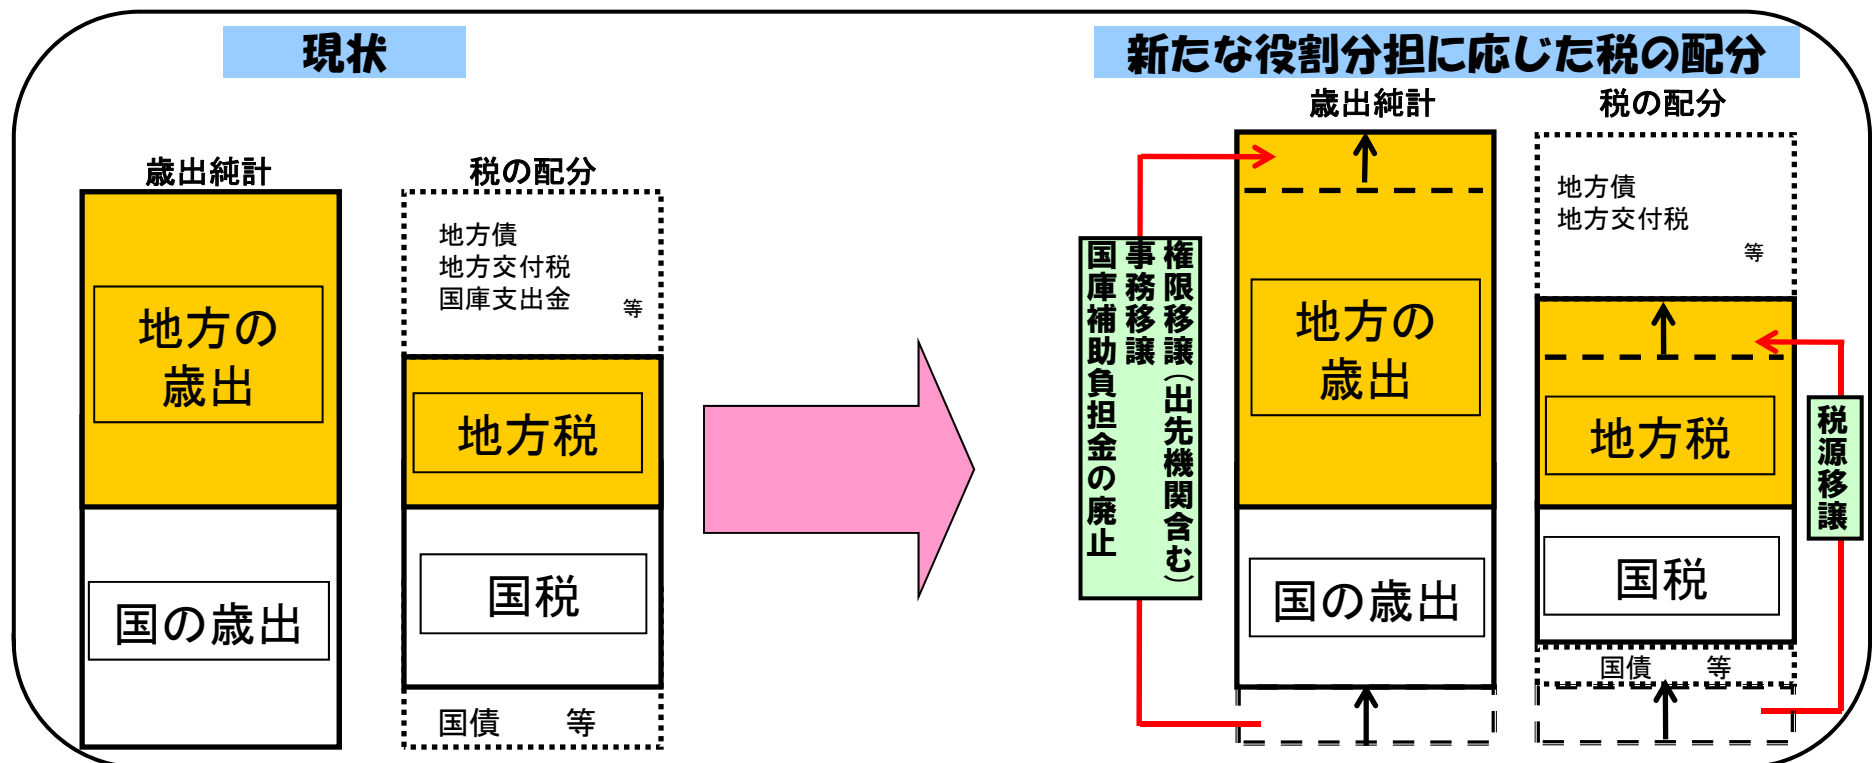 現状
歳出純計
税の配分
地方の
歳出
国の歳出
地方債
地方交付税
国庫支出金
等
地方税
国税
国債 等
新たな役割分担に応じた税の配分
歳出純計
税の配分
権限移譲（出先機関含む）
事務移譲
国庫補助負担金の廃止
地方の
歳出
国の歳出
地方債
地方交付税
等
地方税
国税
国債 等
税源移譲